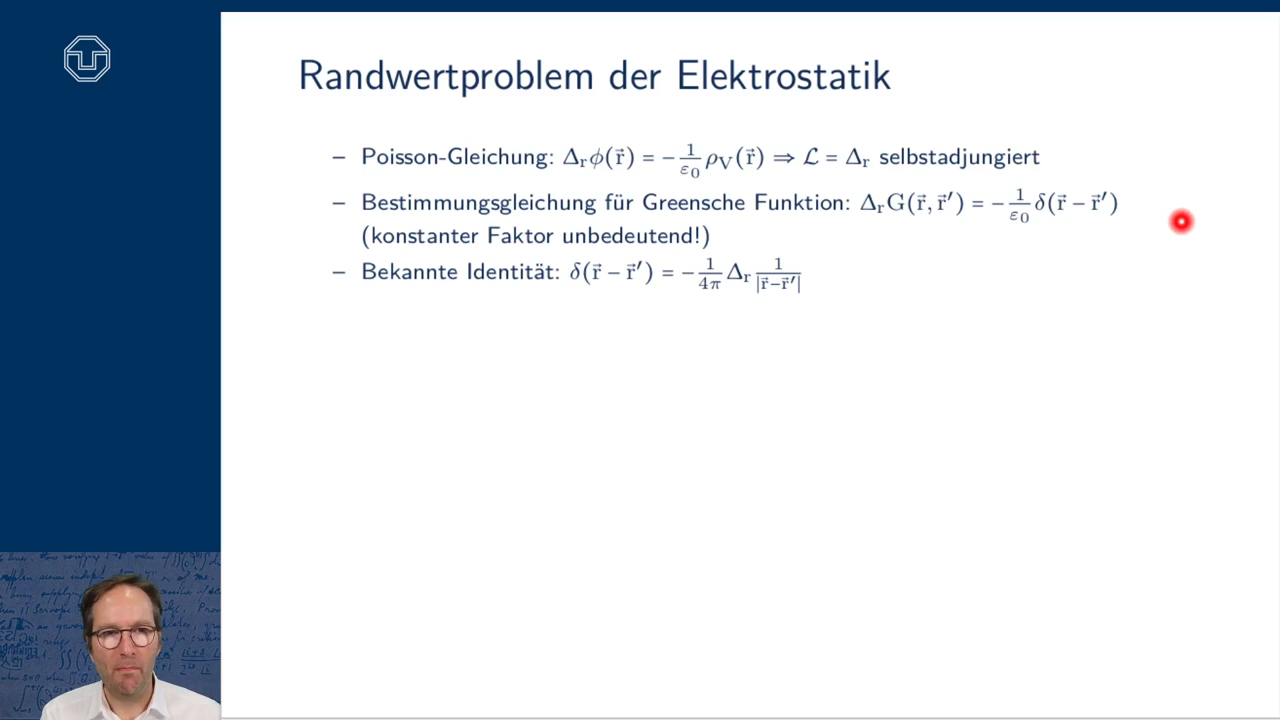 Randwertproblem der Elektrostatik
– Poisson-Gleichung: Δ_r ϕ(r⃗) = −1/ε₀ ρ_V(r⃗) ⇒ ℒ = Δ_r selbstadjungiert
– Bestimmungsgleichung für Greensche Funktion: Δ_r G(r⃗, r⃗′) = −1/ε₀ δ(r⃗ − r⃗′)
(konstanter Faktor unbedeutend!)
– Bekannte Identität: δ(r⃗ − r⃗′) = −1/4π Δ_r 1/|r⃗−r⃗′|